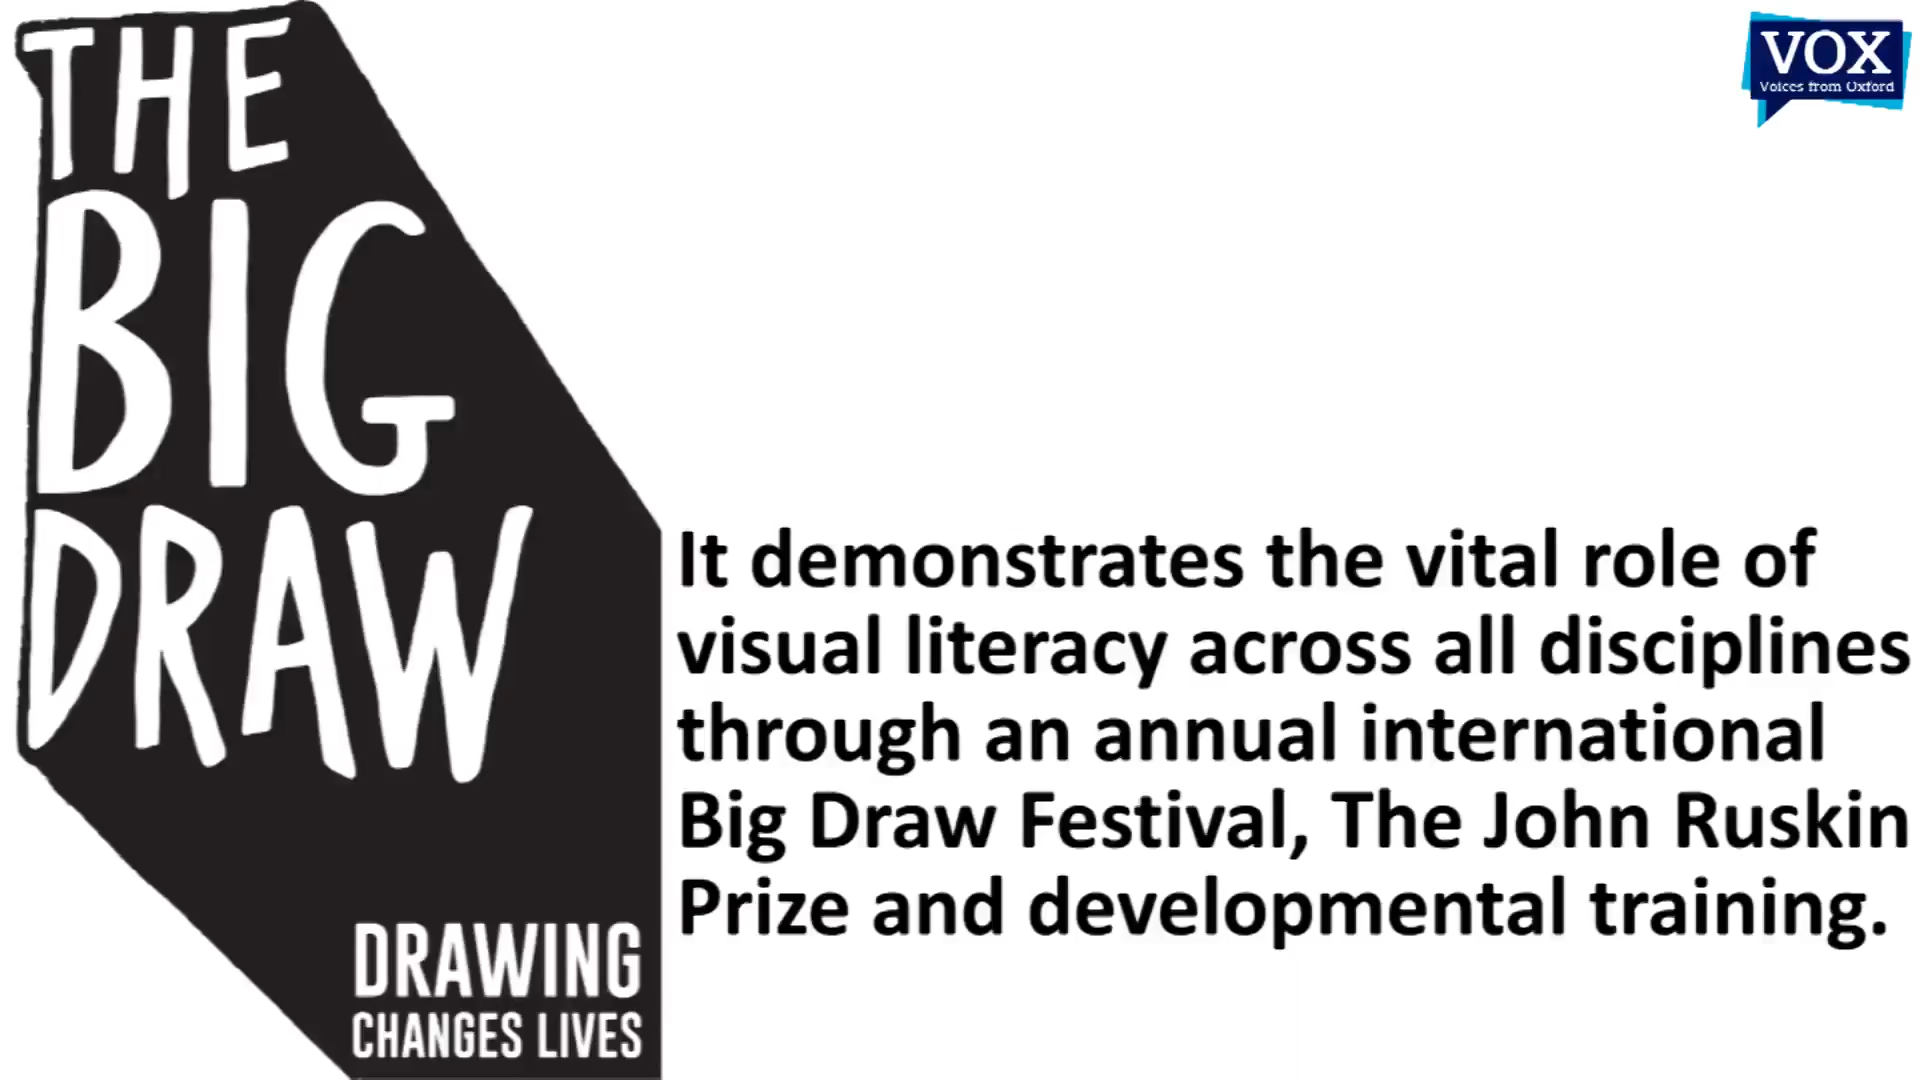 THE
BIG
DRAW
DRAWING
CHANGES LIVES
VOX
Voices from Oxford
It demonstrates the vital role of
visual literacy across all disciplines
through an annual international
Big Draw Festival, The John Ruskin
Prize and developmental training.